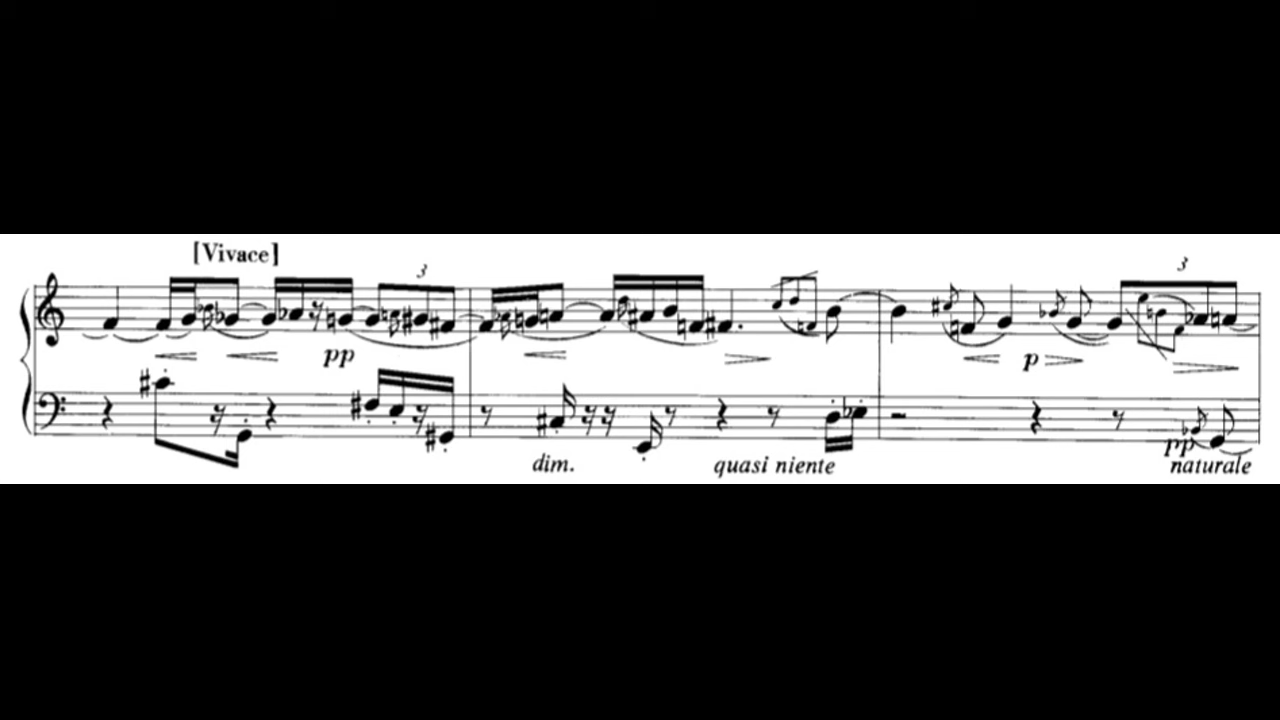 [Vivace]
3
3
pp
p
pp
dim.
quasi niente
naturale